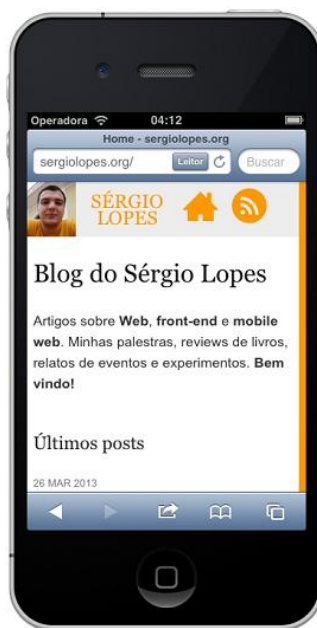 Operadora 04:12
Home - sergiolopes.org
sergiolopes.org/ Leitor Buscar
SÉRGIO
LOPES
Blog do Sérgio Lopes
Artigos sobre Web, front-end e mobile
web. Minhas palestras, reviews de livros,
relatos de eventos e experimentos. Bem
vindo!
Últimos posts
26 MAR 2013